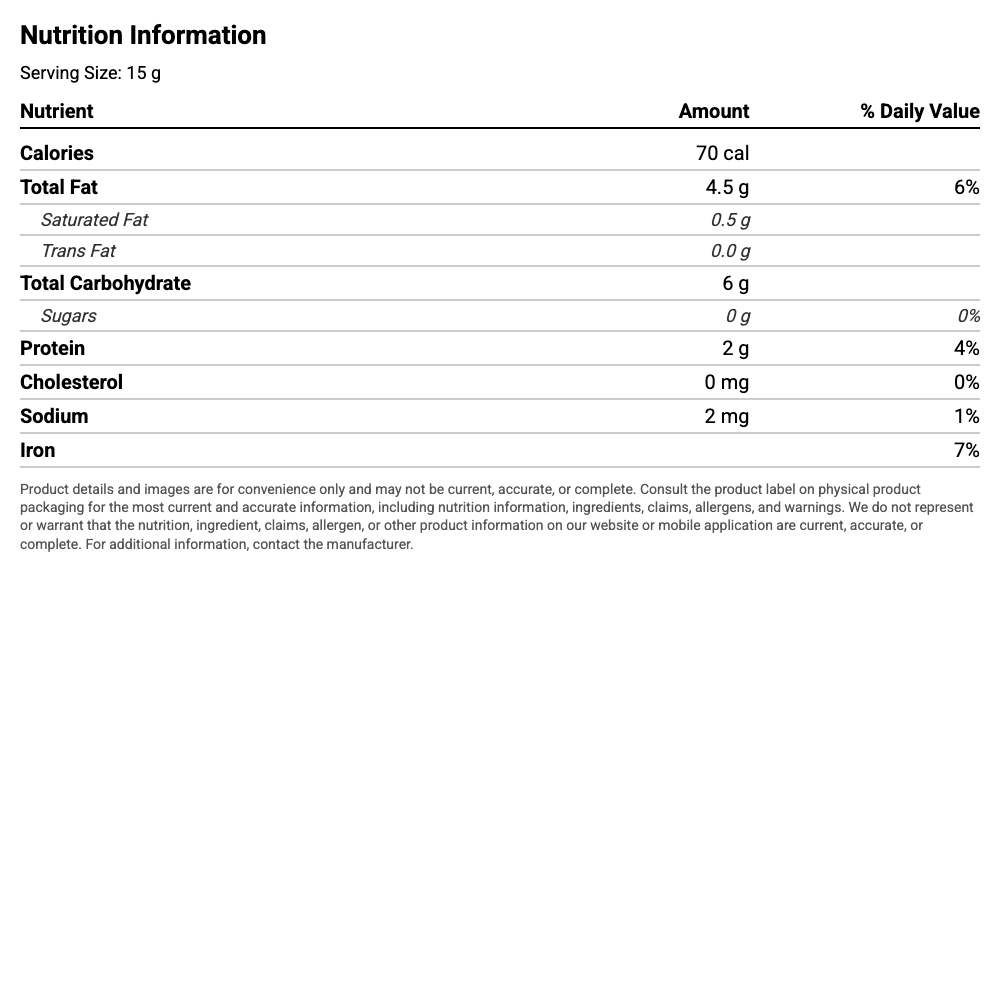 Nutrition Information
Serving Size: 15 g
Nutrient Amount % Daily Value
Calories 70 cal
Total Fat 4.5 g 6%
Saturated Fat 0.5 g
Trans Fat 0.0 g
Total Carbohydrate 6 g
Sugars 0 g 0%
Protein 2 g 4%
Cholesterol 0 mg 0%
Sodium 2 mg 1%
Iron 7%
Product details and images are for convenience only and may not be current, accurate, or complete. Consult the product label on physical product
packaging for the most current and accurate information, including nutrition information, ingredients, claims, allergens, and warnings. We do not represent
or warrant that the nutrition, ingredient, claims, allergen, or other product information on our website or mobile application are current, accurate, or
complete. For additional information, contact the manufacturer.